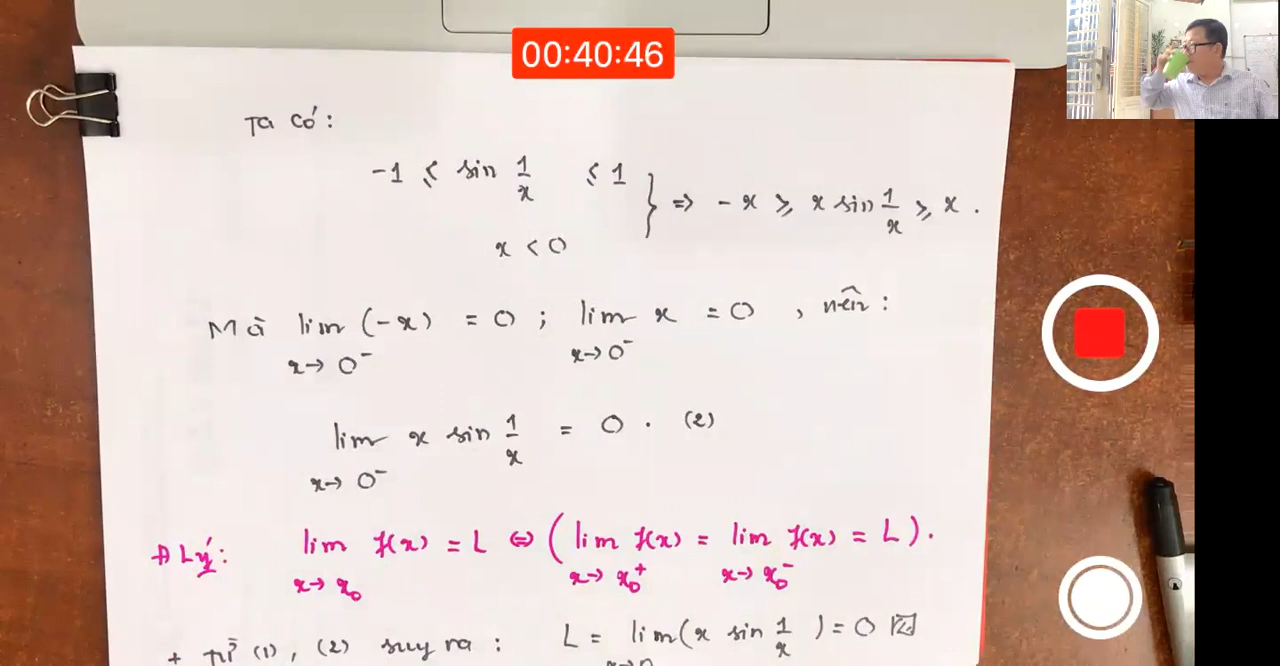 00:40:46
Ta có:
-1 ⩽ sin 1/x ⩽ 1
x < 0
} => -x ⩾ x sin 1/x ⩾ x .
Mà lim (-x) = 0 ; lim x = 0 , nên :
x→0⁻ x→0⁻
lim x sin 1/x = 0 . (2)
x→0⁻
ĐLý: lim f(x) = L ⇔ ( lim f(x) = lim f(x) = L ) .
x→x₀ x→x₀⁺ x→x₀⁻
+ Từ (1), (2) suy ra : L = lim ( x sin 1/x ) = 0
x→0